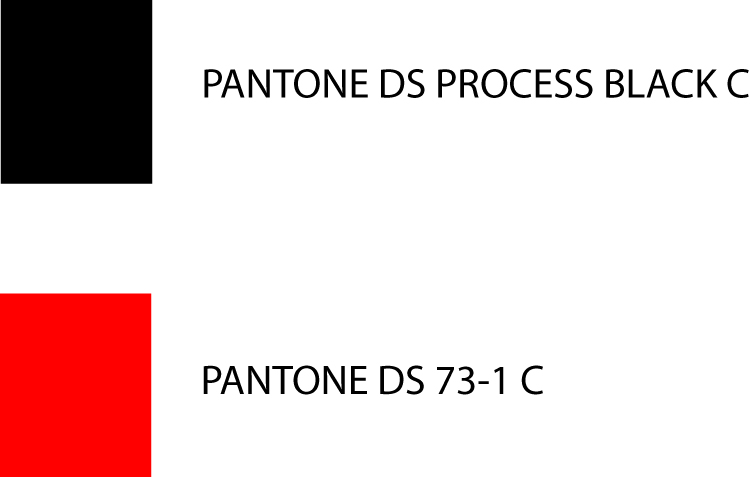 PANTONE DS PROCESS BLACK C
PANTONE DS 73-1 C